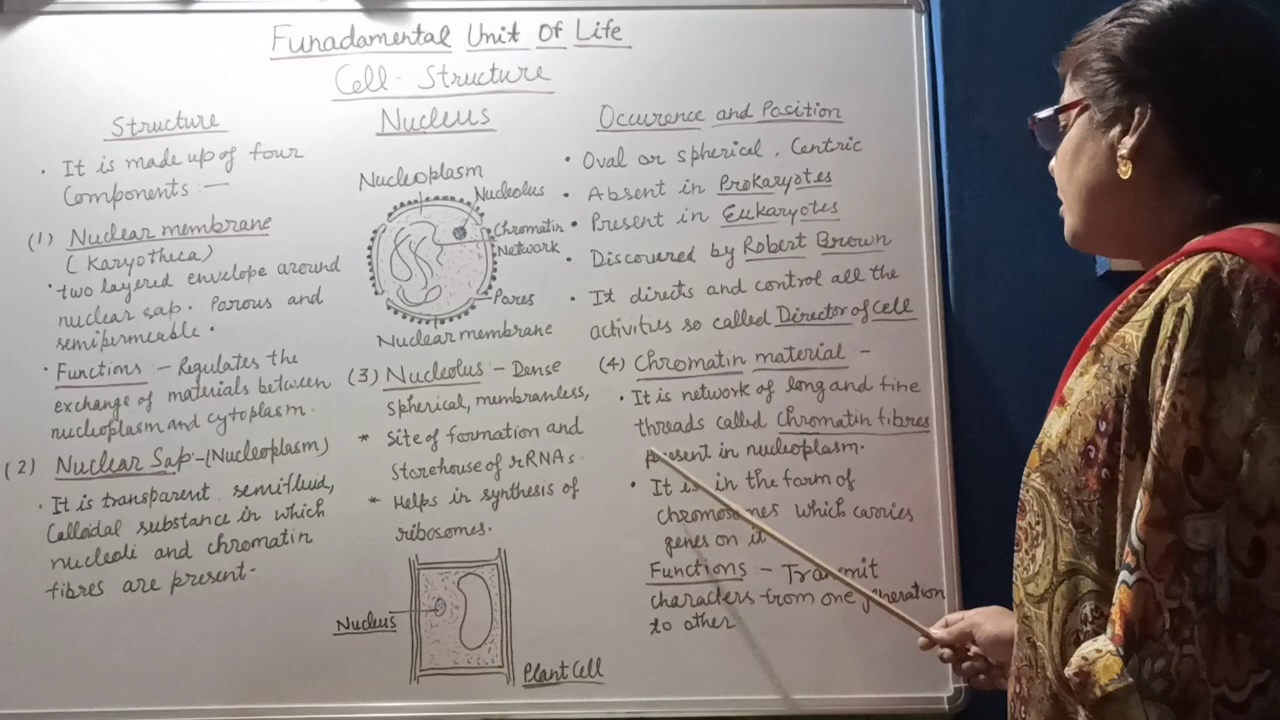 Funadamental Unit Of Life
Cell - Structure
Structure
• It is made up of four
Components :—
(1) Nuclear membrane
(Karyotheca)
• two layered envelope around
nuclear sap. Porous and
semipermeable.
• Functions :- Regulates the
exchange of materials between
nucleoplasm and cytoplasm.
(2) Nuclear Sap:-(Nucleoplasm)
• It is transparent semifluid,
Colloidal substance in which
nucleoli and chromatin
fibres are present-
Nucleus
Nucleoplasm
Nucleolus
Chromatin
Network
Pores
Nuclear membrane
(3) Nucleolus :- Dense
spherical, membranless,
* Site of formation and
Storehouse of rRNAs.
* Helps in synthesis of
ribosomes.
Nucleus
Plant Cell
Occurence and Position
• Oval or spherical, Centric
• Absent in Prokaryotes
• Present in Eukaryotes
• Discovered by Robert Brown
• It directs and control all the
activities so called Director of cell
(4) Chromatin material -
• It is network of long and fine
threads called Chromatin fibres
present in nucleoplasm.
• It is in the form of
chromosomes which carries
genes on it
Functions :- Transmit
characters from one generation
to other